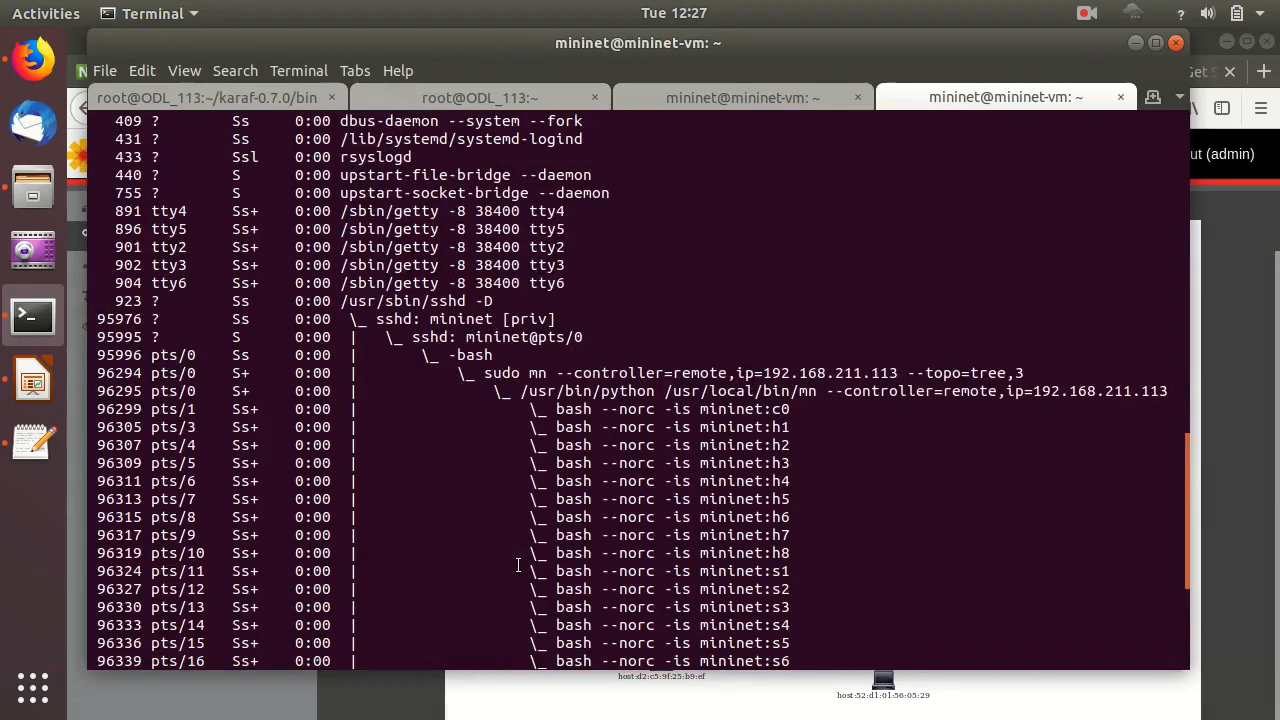 Activities Terminal Tue 12:27 ?
mininet@mininet-vm: ~
File Edit View Search Terminal Tabs Help
root@ODL_113:~/karaf-0.7.0/bin × root@ODL_113:~ × mininet@mininet-vm: ~ × mininet@mininet-vm: ~ ×
409 ? Ss 0:00 dbus-daemon --system --fork
431 ? Ss 0:00 /lib/systemd/systemd-logind
433 ? Ssl 0:00 rsyslogd
440 ? S 0:00 upstart-file-bridge --daemon
755 ? S 0:00 upstart-socket-bridge --daemon
891 tty4 Ss+ 0:00 /sbin/getty -8 38400 tty4
896 tty5 Ss+ 0:00 /sbin/getty -8 38400 tty5
901 tty2 Ss+ 0:00 /sbin/getty -8 38400 tty2
902 tty3 Ss+ 0:00 /sbin/getty -8 38400 tty3
904 tty6 Ss+ 0:00 /sbin/getty -8 38400 tty6
923 ? Ss 0:00 /usr/sbin/sshd -D
95976 ? Ss 0:00 \_ sshd: mininet [priv]
95995 ? S 0:00 | \_ sshd: mininet@pts/0
95996 pts/0 Ss 0:00 | \_ -bash
96294 pts/0 S+ 0:00 | \_ sudo mn --controller=remote,ip=192.168.211.113 --topo=tree,3
96295 pts/0 S+ 0:00 | \_ /usr/bin/python /usr/local/bin/mn --controller=remote,ip=192.168.211.113
96299 pts/1 Ss+ 0:00 | \_ bash --norc -is mininet:c0
96305 pts/3 Ss+ 0:00 | \_ bash --norc -is mininet:h1
96307 pts/4 Ss+ 0:00 | \_ bash --norc -is mininet:h2
96309 pts/5 Ss+ 0:00 | \_ bash --norc -is mininet:h3
96311 pts/6 Ss+ 0:00 | \_ bash --norc -is mininet:h4
96313 pts/7 Ss+ 0:00 | \_ bash --norc -is mininet:h5
96315 pts/8 Ss+ 0:00 | \_ bash --norc -is mininet:h6
96317 pts/9 Ss+ 0:00 | \_ bash --norc -is mininet:h7
96319 pts/10 Ss+ 0:00 | \_ bash --norc -is mininet:h8
96324 pts/11 Ss+ 0:00 | \_ bash --norc -is mininet:s1
96327 pts/12 Ss+ 0:00 | \_ bash --norc -is mininet:s2
96330 pts/13 Ss+ 0:00 | \_ bash --norc -is mininet:s3
96333 pts/14 Ss+ 0:00 | \_ bash --norc -is mininet:s4
96336 pts/15 Ss+ 0:00 | \_ bash --norc -is mininet:s5
96339 pts/16 Ss+ 0:00 | \_ bash --norc -is mininet:s6
Get
ut (admin)
host:d2:c5:9f:25:b9:ef
host:52:d1:01:56:05:29